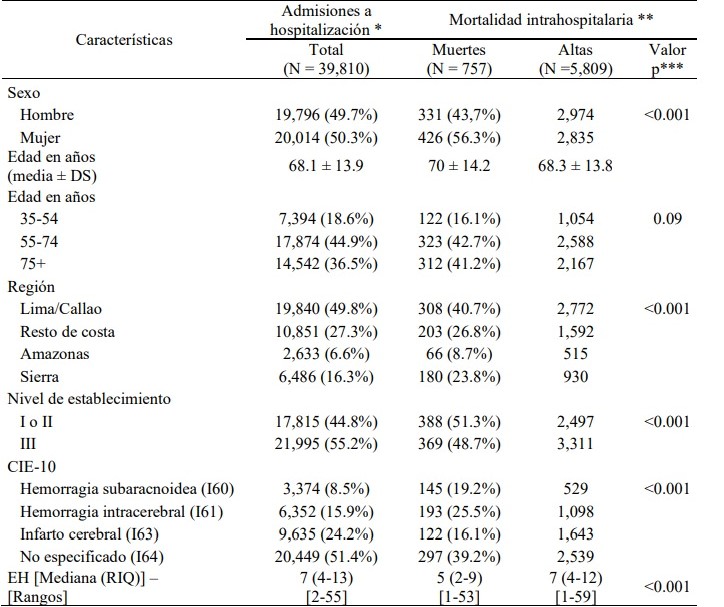 Características
Admisiones a hospitalización *
Mortalidad intrahospitalaria **
Total (N = 39,810)
Muertes (N = 757)
Altas (N =5,809)
Valor p***
Sexo
Hombre 19,796 (49.7%) 331 (43,7%) 2,974 <0.001
Mujer 20,014 (50.3%) 426 (56.3%) 2,835
Edad en años (media ± DS) 68.1 ± 13.9 70 ± 14.2 68.3 ± 13.8
Edad en años
35-54 7,394 (18.6%) 122 (16.1%) 1,054 0.09
55-74 17,874 (44.9%) 323 (42.7%) 2,588
75+ 14,542 (36.5%) 312 (41.2%) 2,167
Región
Lima/Callao 19,840 (49.8%) 308 (40.7%) 2,772 <0.001
Resto de costa 10,851 (27.3%) 203 (26.8%) 1,592
Amazonas 2,633 (6.6%) 66 (8.7%) 515
Sierra 6,486 (16.3%) 180 (23.8%) 930
Nivel de establecimiento
I o II 17,815 (44.8%) 388 (51.3%) 2,497 <0.001
III 21,995 (55.2%) 369 (48.7%) 3,311
CIE-10
Hemorragia subaracnoidea (I60) 3,374 (8.5%) 145 (19.2%) 529 <0.001
Hemorragia intracerebral (I61) 6,352 (15.9%) 193 (25.5%) 1,098
Infarto cerebral (I63) 9,635 (24.2%) 122 (16.1%) 1,643
No especificado (I64) 20,449 (51.4%) 297 (39.2%) 2,539
EH [Mediana (RIQ)] – 7 (4-13) 5 (2-9) 7 (4-12) <0.001
[Rangos] [2-55] [1-53] [1-59]